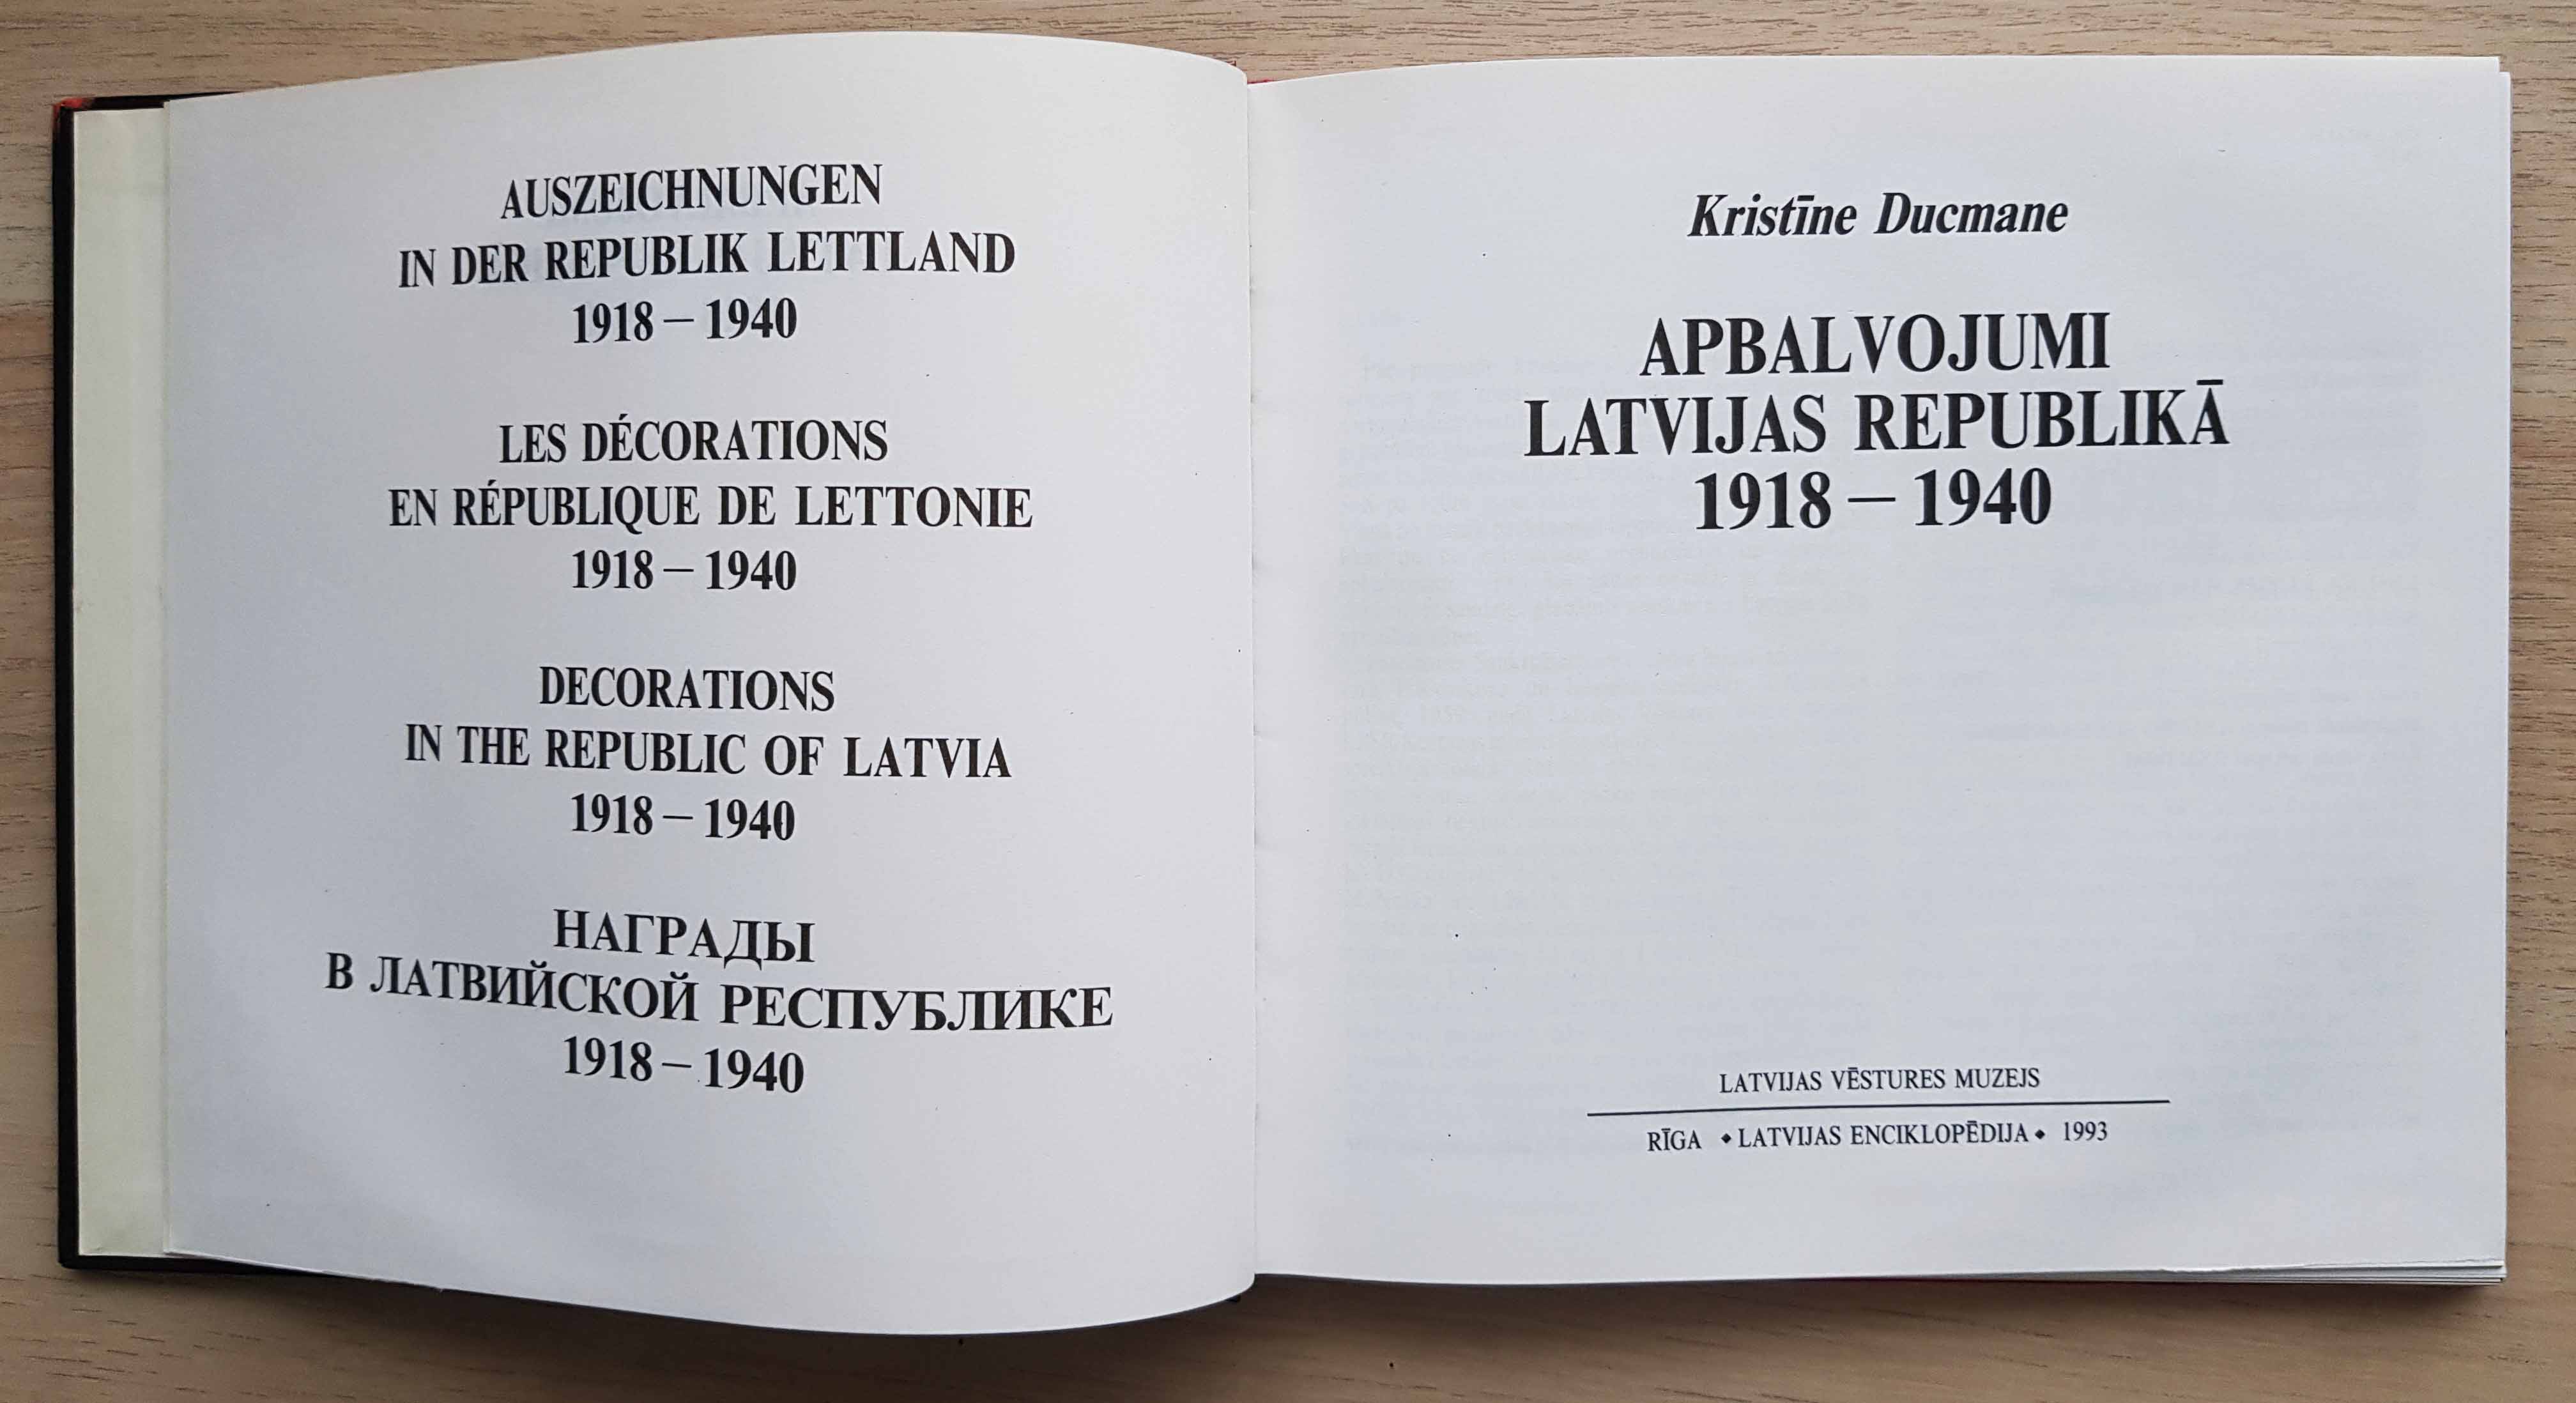 AUSZEICHNUNGEN
IN DER REPUBLIK LETTLAND
1918 – 1940
LES DÉCORATIONS
EN RÉPUBLIQUE DE LETTONIE
1918 – 1940
DECORATIONS
IN THE REPUBLIC OF LATVIA
1918 – 1940
НАГРАДЫ
В ЛАТВИЙСКОЙ РЕСПУБЛИКЕ
1918 – 1940
Kristīne Ducmane
APBALVOJUMI
LATVIJAS REPUBLIKĀ
1918 – 1940
LATVIJAS VĒSTURES MUZEJS
RĪGA ◆ LATVIJAS ENCIKLOPĒDIJA ◆ 1993